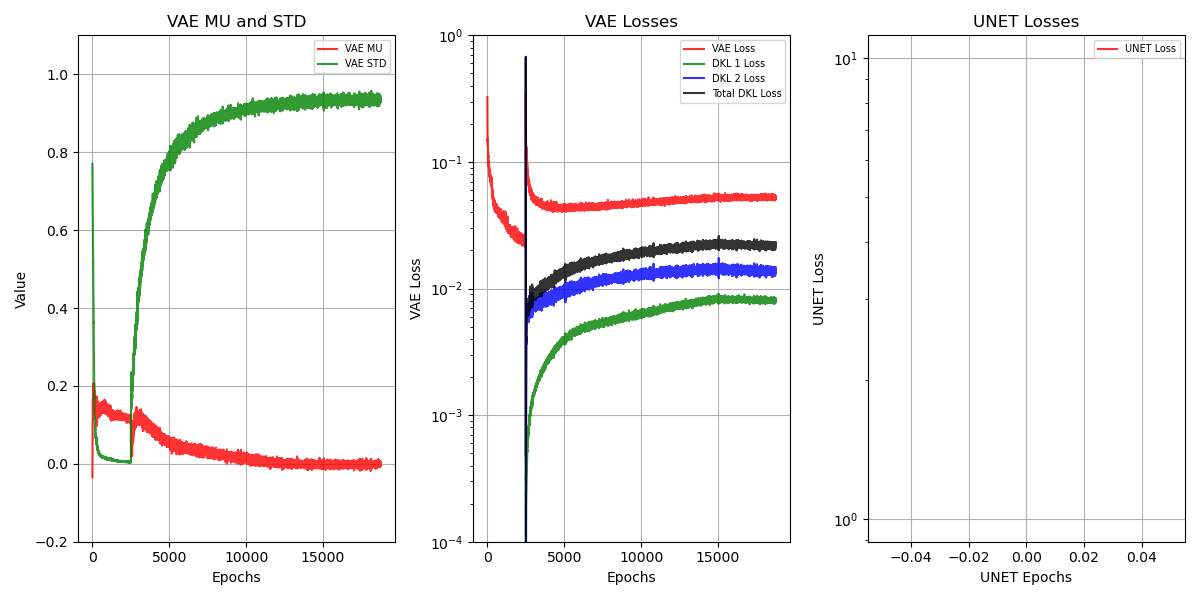 VAE MU and STD
VAE MU
VAE STD
1.0
0.8
0.6
0.4
0.2
0.0
−0.2
Value
0
5000
10000
15000
Epochs
VAE Losses
VAE Loss
DKL 1 Loss
DKL 2 Loss
Total DKL Loss
10⁰
10⁻¹
10⁻²
10⁻³
10⁻⁴
VAE Loss
0
5000
10000
15000
Epochs
UNET Losses
UNET Loss
10¹
10⁰
UNET Loss
−0.04
−0.02
0.00
0.02
0.04
UNET Epochs